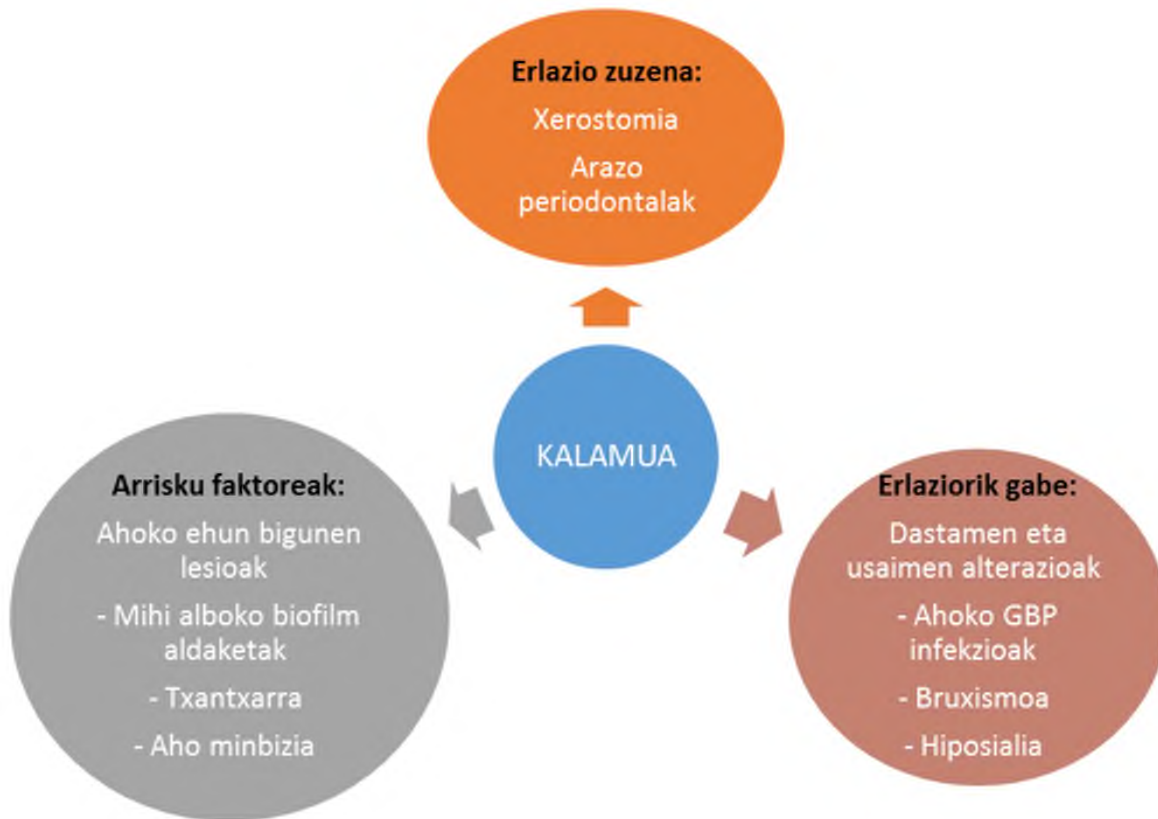 Erlazio zuzena:
Xerostomia
Arazo
periodontalak
KALAMUA
Arrisku faktoreak:
Ahoko ehun bigunen
lesioak
- Mihi alboko biofilm
aldaketak
- Txantxarra
- Aho minbizia
Erlaziorik gabe:
Dastamen eta
usaimen alterazioak
- Ahoko GBP
infekzioak
- Bruxismoa
- Hiposialia